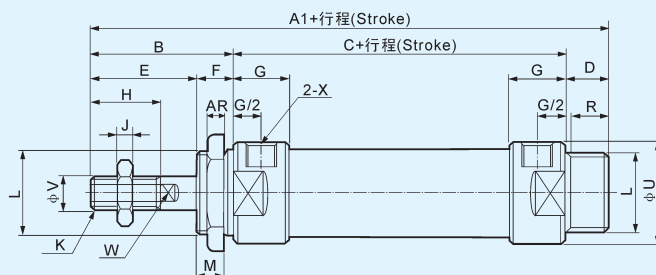 A1+行程(Stroke)
B
C+行程(Stroke)
E
F
G
G
D
H
AR
G/2
2-X
G/2
R
J
L
ϕV
L
ϕU
K
W
M